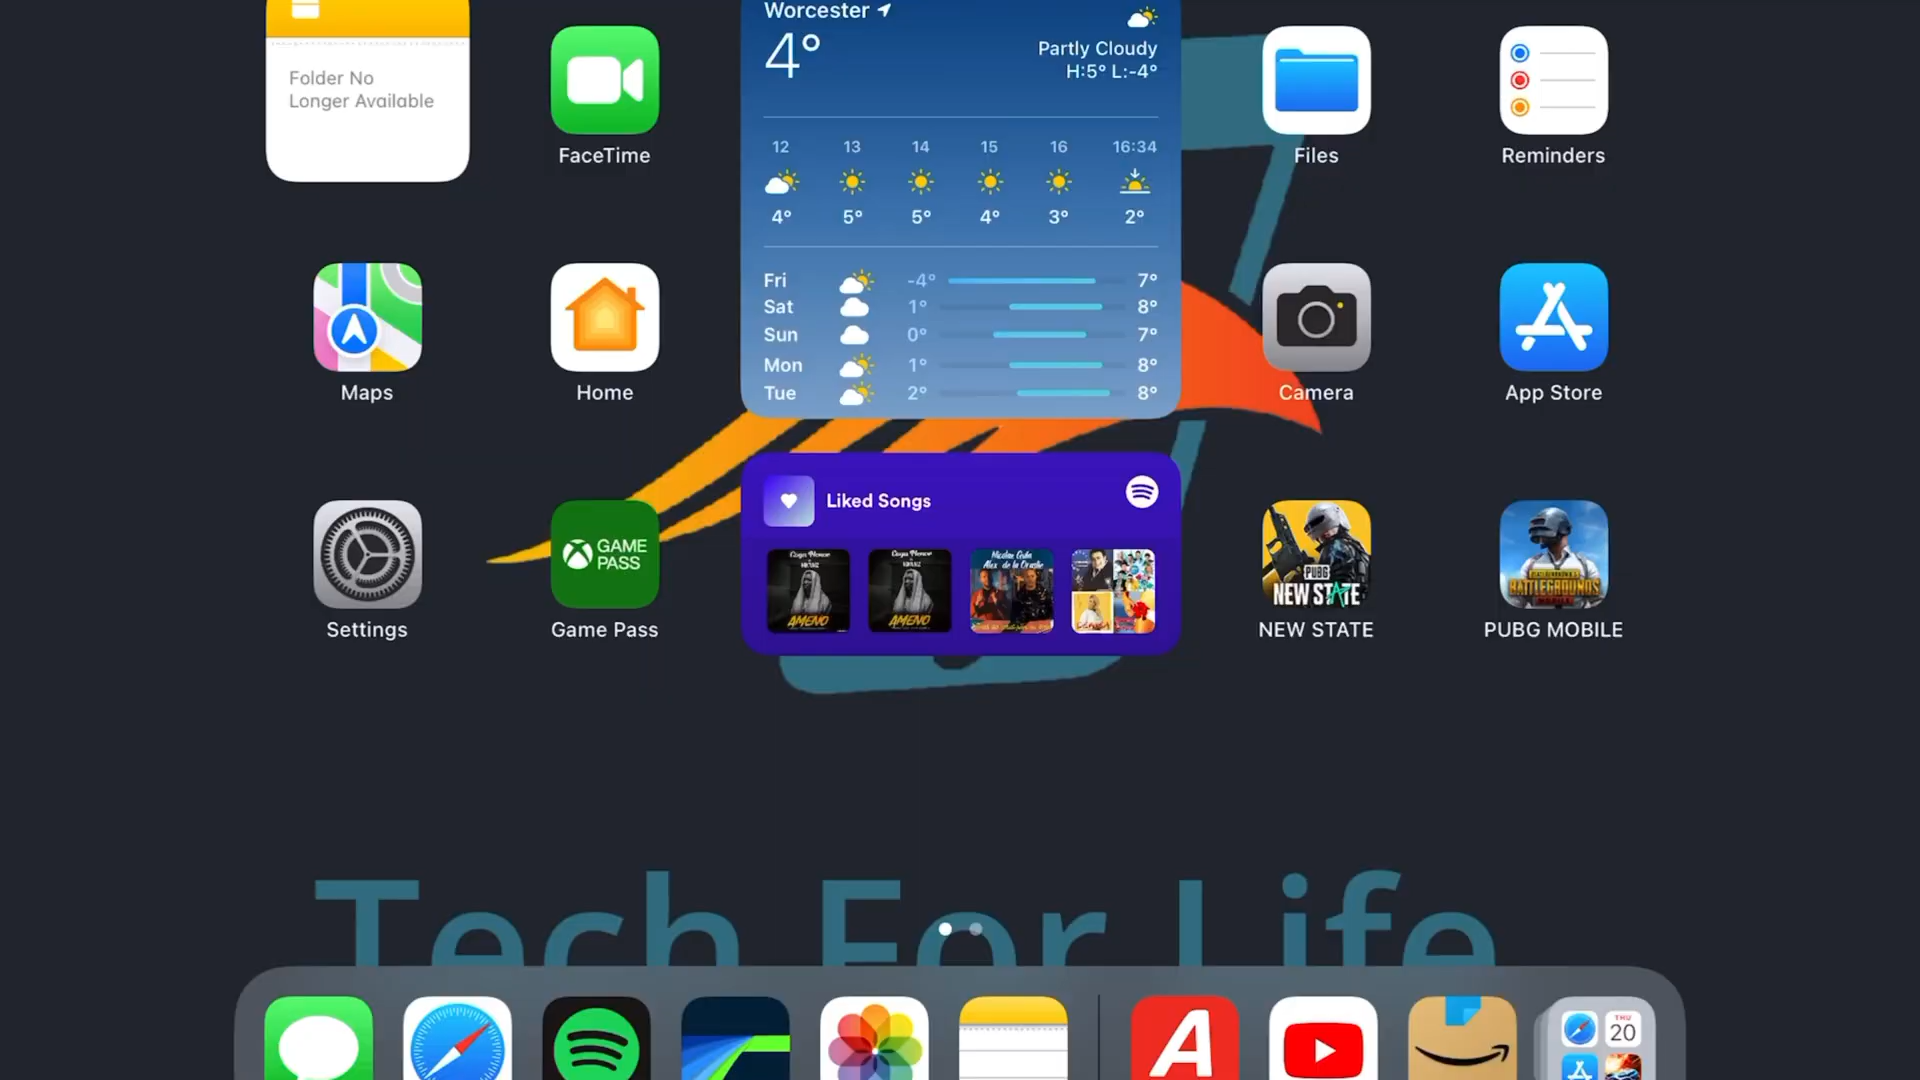 Worcester
4°
Partly Cloudy
H:5° L:-4°
12 13 14 15 16 16:34
4° 5° 5° 4° 3° 2°
Fri -4° 7°
Sat 1° 8°
Sun 0° 7°
Mon 1° 8°
Tue 2° 8°
Folder No
Longer Available
FaceTime
Files
Reminders
Maps
Home
Camera
App Store
Liked Songs
AMENO
AMENO
GAME
PASS
PUBG
NEW STATE
BATTLEGROUNDS
Settings
Game Pass
NEW STATE
PUBG MOBILE
Tech For Life
A
THU
20